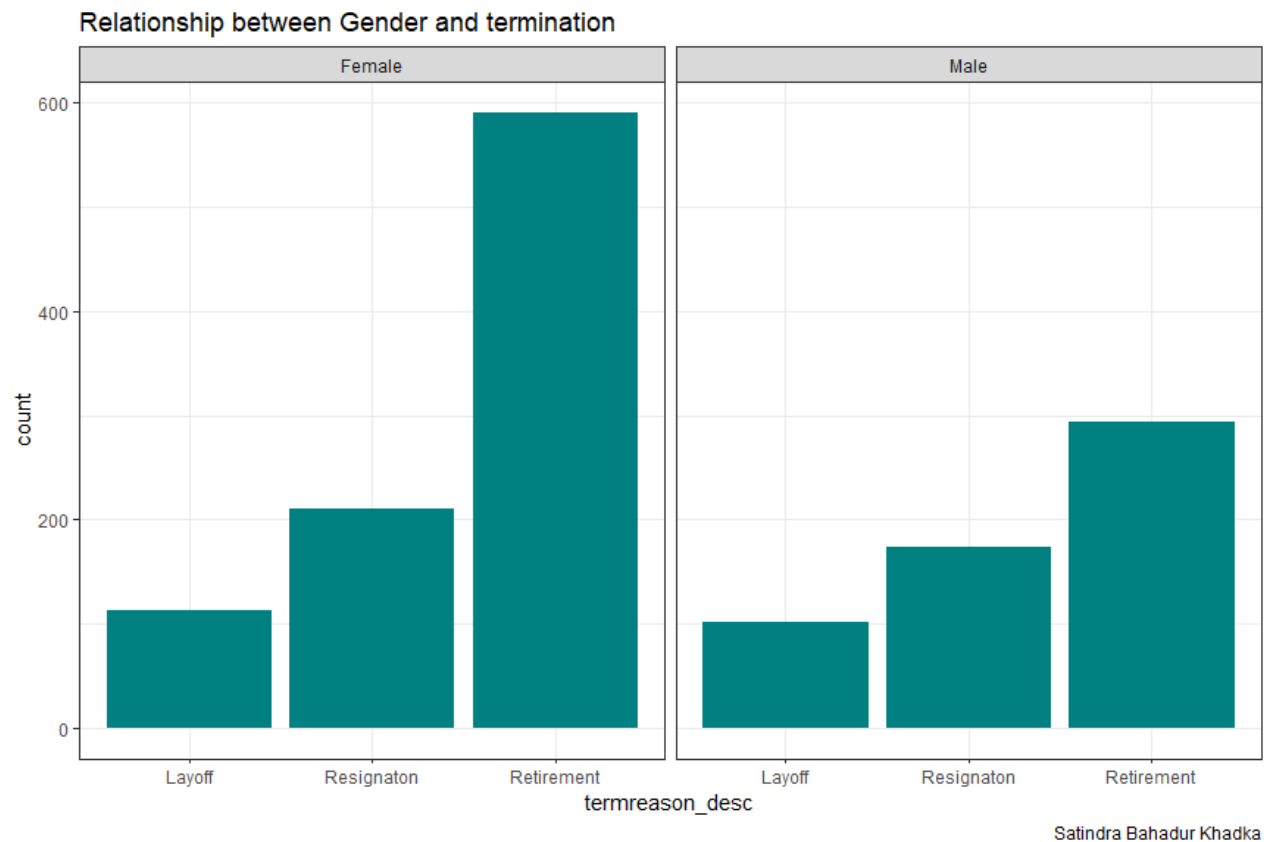 Relationship between Gender and termination
Female Male
600
400
200
0
count
Layoff Resignaton Retirement Layoff Resignaton Retirement
termreason_desc
Satindra Bahadur Khadka